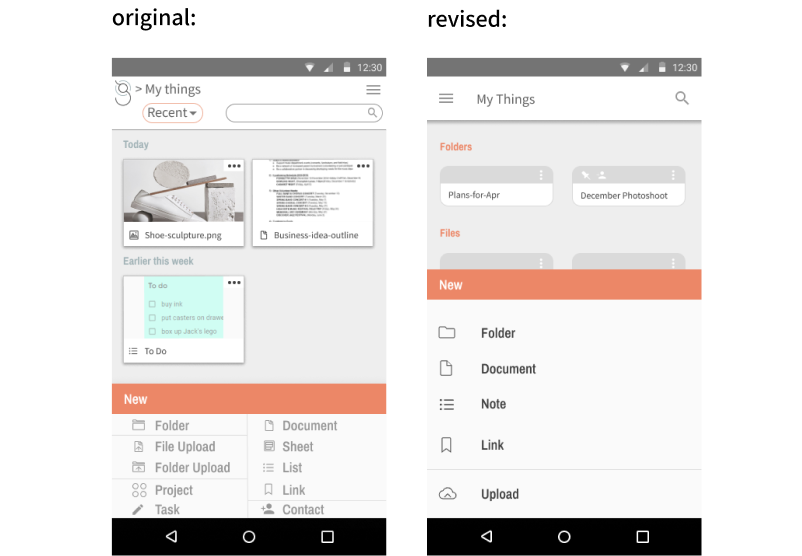 original:
12:30
> My things
Recent
Today
Shoe-sculpture.png
Business-idea-outline
Earlier this week
To do
buy ink
put casters on drawe
box up Jack's lego
To Do
New
Folder
Document
File Upload
Sheet
Folder Upload
List
Project
Link
Task
Contact
revised:
12:30
My Things
Folders
Plans-for-Apr
December Photoshoot
Files
New
Folder
Document
Note
Link
Upload